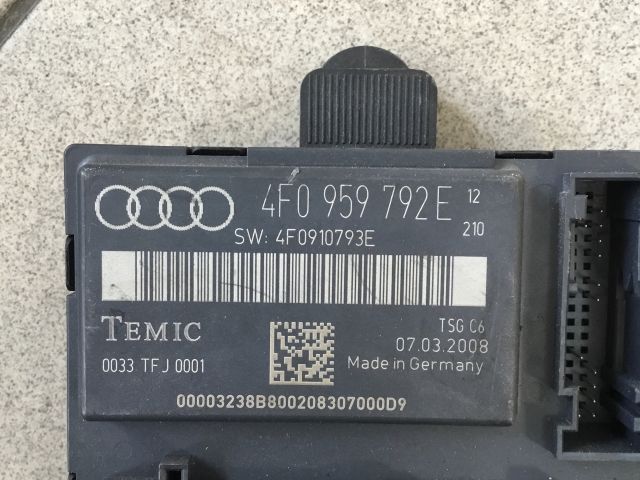 4F0 959 792E 12
210
SW: 4F0910793E
TEMIC
TSG C6
07.03.2008
0033 TFJ 0001
Made in Germany
00003238B800208307000D9